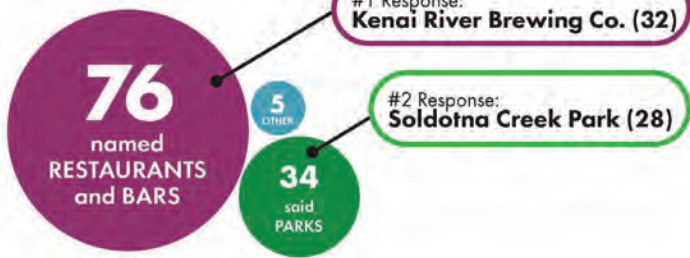 #1 Response:
Kenai River Brewing Co. (32)
76
named
RESTAURANTS
and BARS
5
OTHER
#2 Response:
Soldotna Creek Park (28)
34
said
PARKS